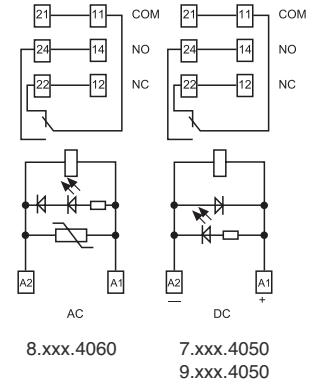 21 11 COM 21 11 COM
24 14 NO 24 14 NO
22 12 NC 22 12 NC
A2 A1 A2 A1
— +
AC DC
8.xxx.4060 7.xxx.4050
9.xxx.4050